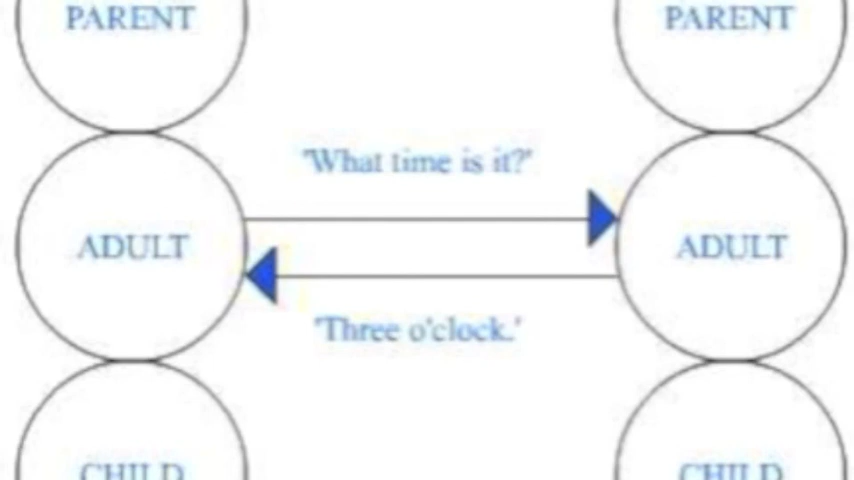 PARENT PARENT
'What time is it?'
ADULT ADULT
'Three o'clock.'
CHILD CHILD